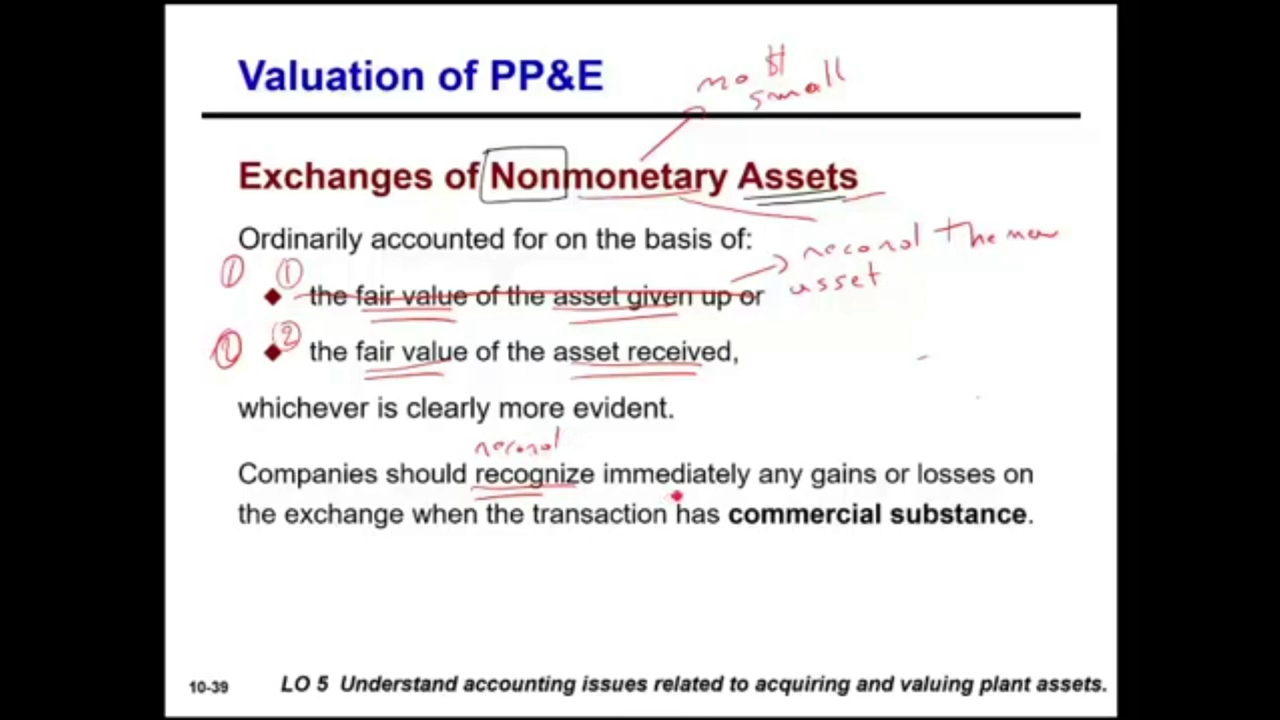 Valuation of PP&E
no $
small
Exchanges of Nonmonetary Assets
Ordinarily accounted for on the basis of:
record the new
asset
① ① ◆ the fair value of the asset given up or
② ② ◆ the fair value of the asset received,
whichever is clearly more evident.
record
Companies should recognize immediately any gains or losses on
the exchange when the transaction has commercial substance.
10-39 LO 5 Understand accounting issues related to acquiring and valuing plant assets.